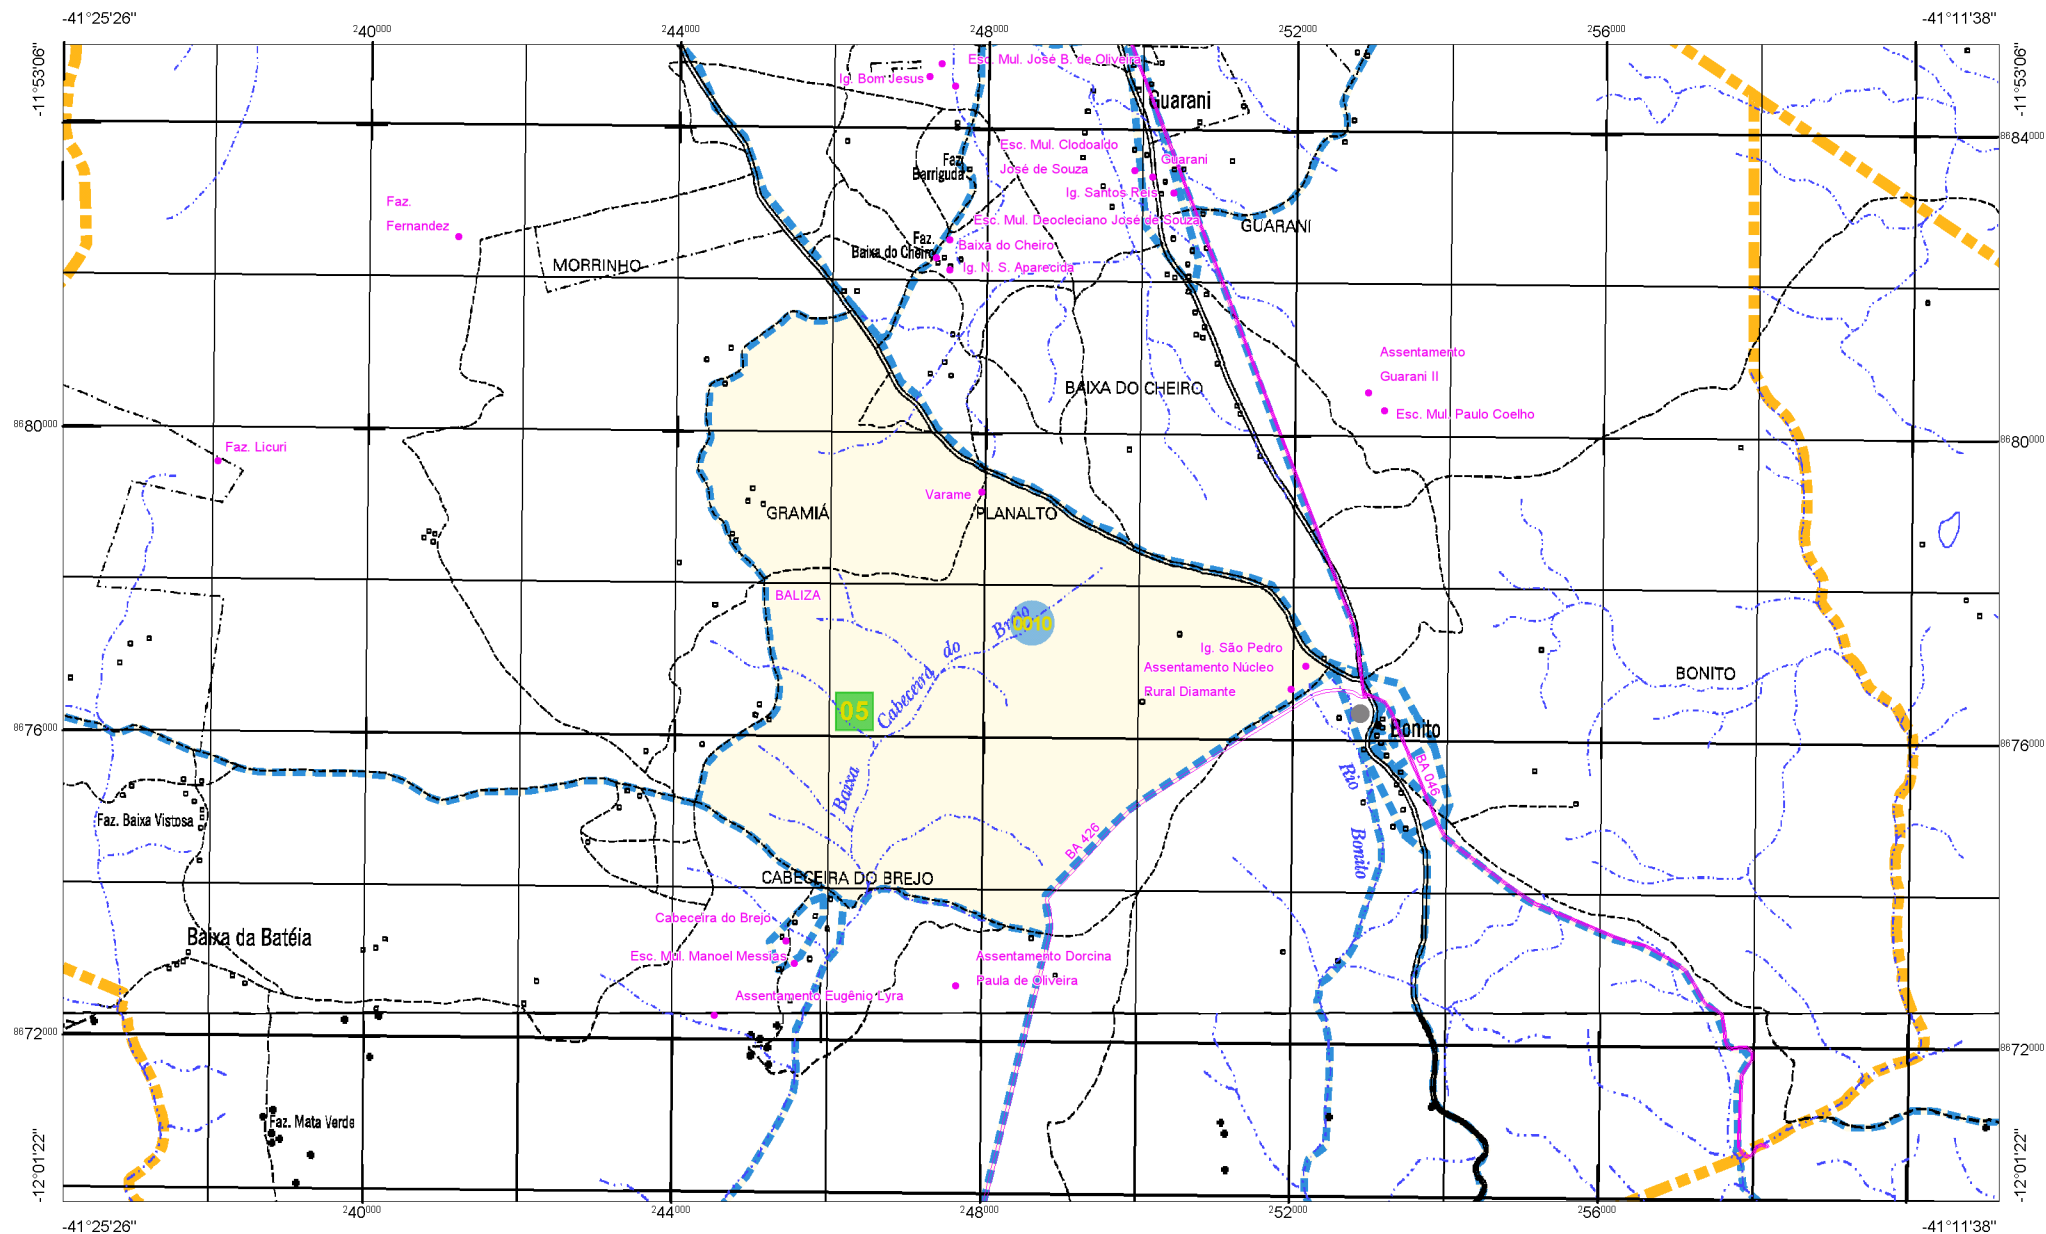 -41°25'26"
-41°11'38"
240000
244000
248000
252000
256000
-11°53'06"
-11°53'06"
Esc. Mul. José B. de Oliveira
Ig. Bom Jesus
Guarani
8684000
Esc. Mul. Clodoaldo
José de Souza
Guarani
Faz.
Barriguda
Ig. Santos Reis
Faz.
Fernandez
Esc. Mul. Deocleciano José de Souza
GUARANI
Faz.
Baixa do Cheiro
Baixa do Cheiro
MORRINHO
Ig. N. S. Aparecida
Assentamento
Guarani II
BAIXA DO CHEIRO
Esc. Mul. Paulo Coelho
8680000
8680000
Faz. Licuri
Varame
GRAMIÁ
PLANALTO
BALIZA
0010
Baixa Cabeceira do Brejo
Ig. São Pedro
Assentamento Núcleo
Rural Diamante
BONITO
05
8676000
Bonito
8676000
Rio Bonito
BA 046
Faz. Baixa Vistosa
BA 426
CABECEIRA DO BREJO
Cabeceira do Brejo
Baixa da Batéia
Esc. Mul. Manoel Messias
Assentamento Dorcina
Paula de Oliveira
Assentamento Eugênio Lyra
8672000
8672000
Faz. Mata Verde
-12°01'22"
-12°01'22"
240000
244000
248000
252000
256000
-41°25'26"
-41°11'38"